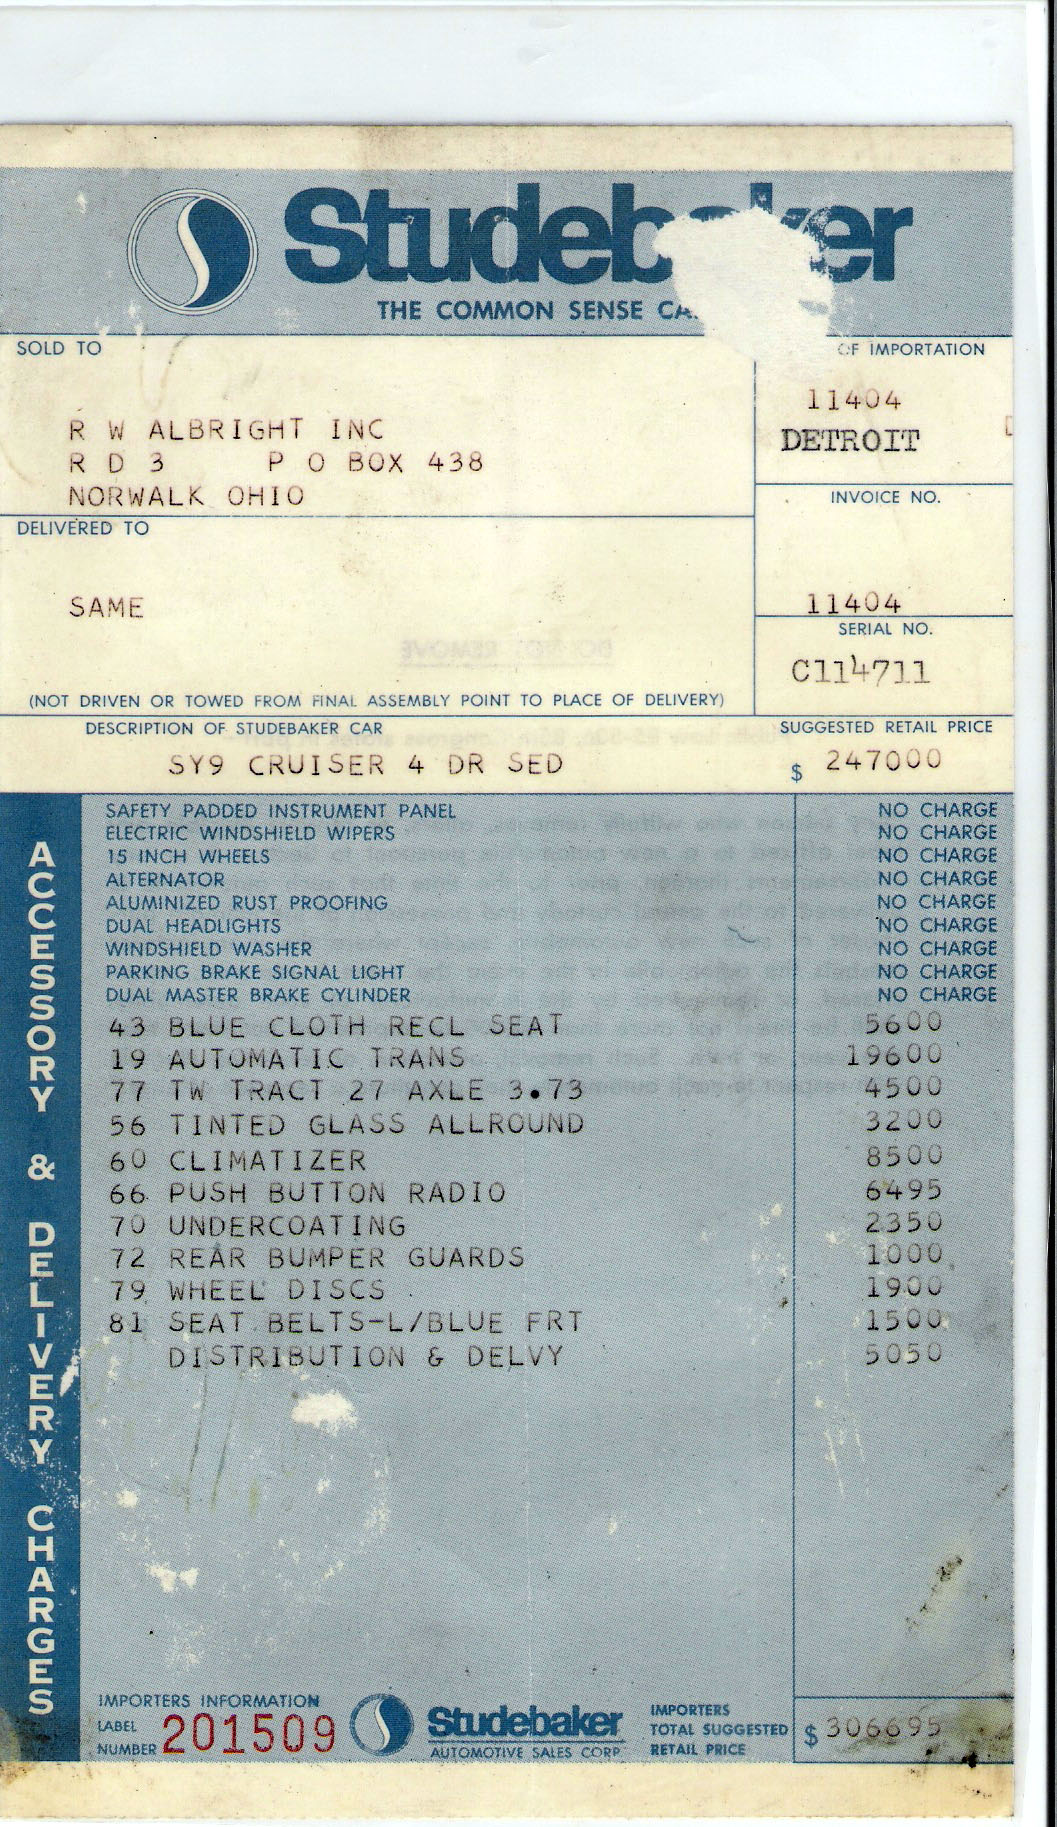 Studebaker
THE COMMON SENSE CA
SOLD TO
OF IMPORTATION
11404
DETROIT
R W ALBRIGHT INC
R D 3 P O BOX 438
NORWALK OHIO
INVOICE NO.
11404
DELIVERED TO
SAME
SERIAL NO.
C114711
(NOT DRIVEN OR TOWED FROM FINAL ASSEMBLY POINT TO PLACE OF DELIVERY)
DESCRIPTION OF STUDEBAKER CAR SUGGESTED RETAIL PRICE
SY9 CRUISER 4 DR SED $ 247000
ACCESSORY & DELIVERY CHARGES
SAFETY PADDED INSTRUMENT PANEL NO CHARGE
ELECTRIC WINDSHIELD WIPERS NO CHARGE
15 INCH WHEELS NO CHARGE
ALTERNATOR NO CHARGE
ALUMINIZED RUST PROOFING NO CHARGE
DUAL HEADLIGHTS NO CHARGE
WINDSHIELD WASHER NO CHARGE
PARKING BRAKE SIGNAL LIGHT NO CHARGE
DUAL MASTER BRAKE CYLINDER NO CHARGE
43 BLUE CLOTH RECL SEAT 5600
19 AUTOMATIC TRANS 19600
77 TW TRACT 27 AXLE 3.73 4500
56 TINTED GLASS ALLROUND 3200
60 CLIMATIZER 8500
66 PUSH BUTTON RADIO 6495
70 UNDERCOATING 2350
72 REAR BUMPER GUARDS 1000
79 WHEEL DISCS 1900
81 SEAT BELTS-L/BLUE FRT 1500
DISTRIBUTION & DELVY 5050
IMPORTERS INFORMATION
LABEL
NUMBER 201509
Studebaker
AUTOMOTIVE SALES CORP.
IMPORTERS
TOTAL SUGGESTED
RETAIL PRICE
$ 306695